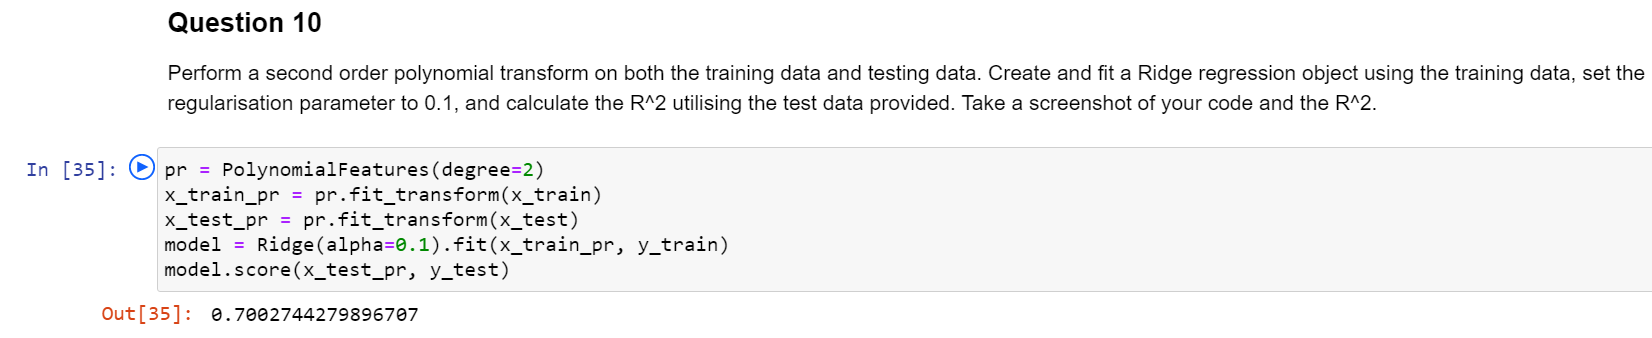 Question 10
Perform a second order polynomial transform on both the training data and testing data. Create and fit a Ridge regression object using the training data, set the
regularisation parameter to 0.1, and calculate the R^2 utilising the test data provided. Take a screenshot of your code and the R^2.
In [35]: pr = PolynomialFeatures(degree=2)
x_train_pr = pr.fit_transform(x_train)
x_test_pr = pr.fit_transform(x_test)
model = Ridge(alpha=0.1).fit(x_train_pr, y_train)
model.score(x_test_pr, y_test)
Out[35]: 0.7002744279896707